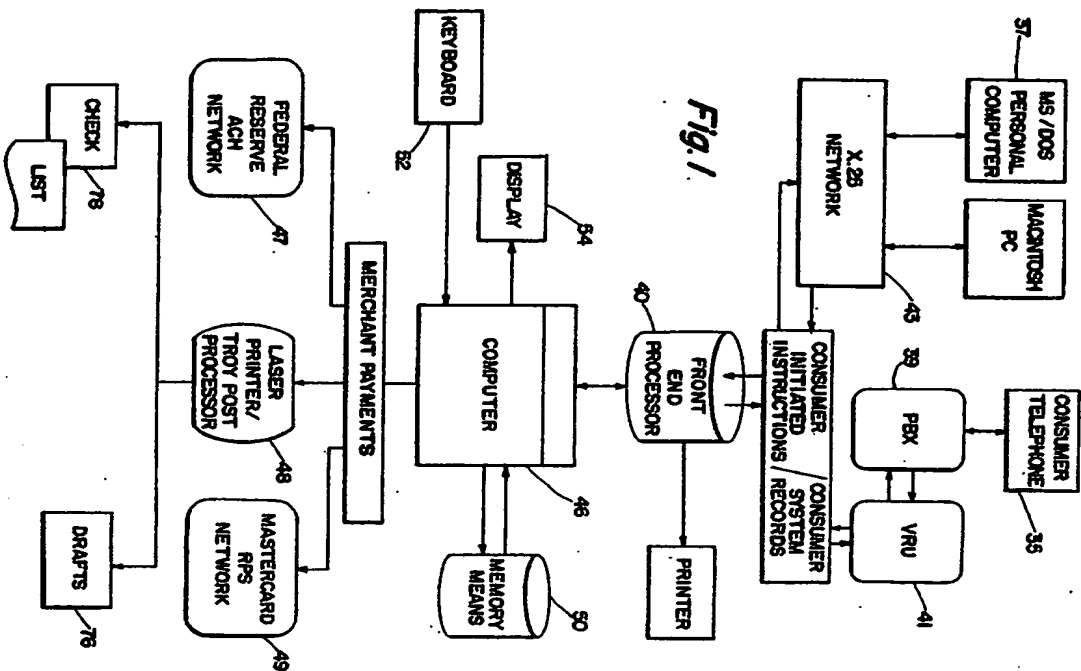 37
MS/DOS
PERSONAL
COMPUTER
MACINTOSH
PC
CONSUMER
TELEPHONE
35
X.25
NETWORK
43
39
PBX
VRU
41
CONSUMER
INITIATED
INSTRUCTIONS
/
CONSUMER
SYSTEM
RECORDS
Fig. 1
40
FRONT
END
PROCESSOR
PRINTER
KEYBOARD
52
DISPLAY
54
COMPUTER
46
MEMORY
MEANS
50
MERCHANT PAYMENTS
FEDERAL
RESERVE
ACH
NETWORK
47
LASER
PRINTER/
TROY POST
PROCESSOR
48
MASTERCARD
RPS
NETWORK
49
CHECK
78
LIST
DRAFTS
76